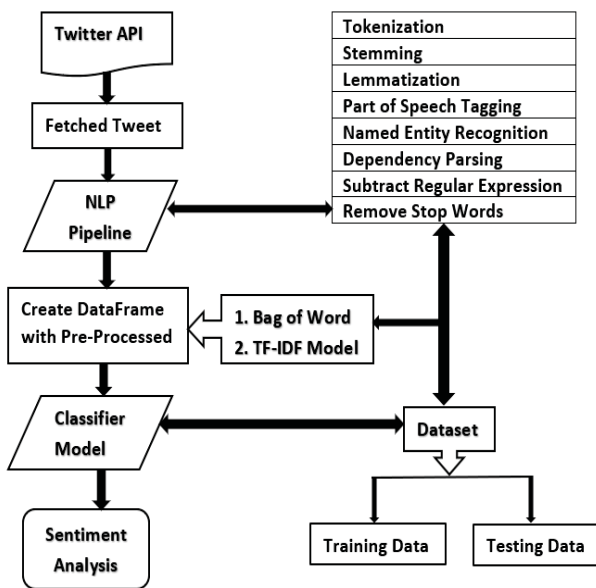 Twitter API
Fetched Tweet
NLP
Pipeline
Create DataFrame
with Pre-Processed
Classifier
Model
Sentiment
Analysis
Tokenization
Stemming
Lemmatization
Part of Speech Tagging
Named Entity Recognition
Dependency Parsing
Subtract Regular Expression
Remove Stop Words
1. Bag of Word
2. TF-IDF Model
Dataset
Training Data
Testing Data